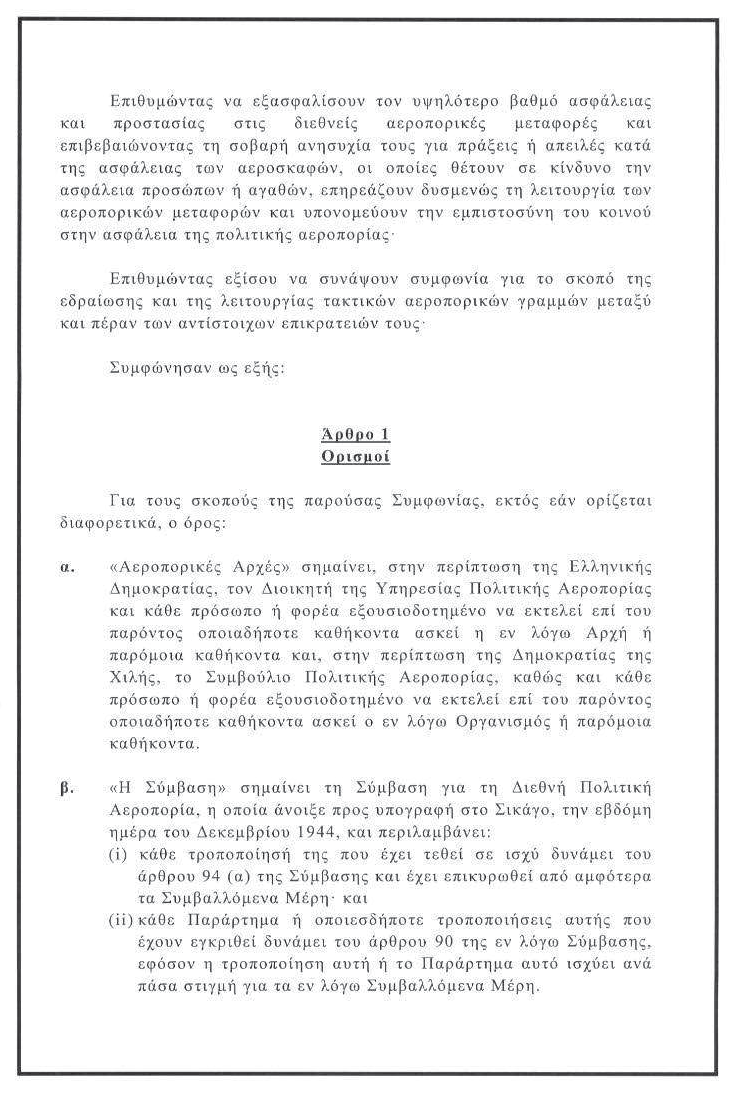 Επιθυμώντας να εξασφαλίσουν τον υψηλότερο βαθμό ασφάλειας
και προστασίας στις διεθνείς αεροπορικές μεταφορές και
επιβεβαιώνοντας τη σοβαρή ανησυχία τους για πράξεις ή απειλές κατά
της ασφάλειας των αεροσκαφών, οι οποίες θέτουν σε κίνδυνο την
ασφάλεια προσώπων ή αγαθών, επηρεάζουν δυσμενώς τη λειτουργία των
αεροπορικών μεταφορών και υπονομεύουν την εμπιστοσύνη του κοινού
στην ασφάλεια της πολιτικής αεροπορίας·
Επιθυμώντας εξίσου να συνάψουν συμφωνία για το σκοπό της
εδραίωσης και της λειτουργίας τακτικών αεροπορικών γραμμών μεταξύ
και πέραν των αντίστοιχων επικρατειών τους·
Συμφώνησαν ως εξής:
Άρθρο 1
Ορισμοί
Για τους σκοπούς της παρούσας Συμφωνίας, εκτός εάν ορίζεται
διαφορετικά, ο όρος:
α. «Αεροπορικές Αρχές» σημαίνει, στην περίπτωση της Ελληνικής
Δημοκρατίας, τον Διοικητή της Υπηρεσίας Πολιτικής Αεροπορίας
και κάθε πρόσωπο ή φορέα εξουσιοδοτημένο να εκτελεί επί του
παρόντος οποιαδήποτε καθήκοντα ασκεί η εν λόγω Αρχή ή
παρόμοια καθήκοντα και, στην περίπτωση της Δημοκρατίας της
Χιλής, το Συμβούλιο Πολιτικής Αεροπορίας, καθώς και κάθε
πρόσωπο ή φορέα εξουσιοδοτημένο να εκτελεί επί του παρόντος
οποιαδήποτε καθήκοντα ασκεί ο εν λόγω Οργανισμός ή παρόμοια
καθήκοντα.
β. «Η Σύμβαση» σημαίνει τη Σύμβαση για τη Διεθνή Πολιτική
Αεροπορία, η οποία άνοιξε προς υπογραφή στο Σικάγο, την εβδόμη
ημέρα του Δεκεμβρίου 1944, και περιλαμβάνει:
(i) κάθε τροποποίησή της που έχει τεθεί σε ισχύ δυνάμει του
άρθρου 94 (α) της Σύμβασης και έχει επικυρωθεί από αμφότερα
τα Συμβαλλόμενα Μέρη· και
(ii) κάθε Παράρτημα ή οποιεσδήποτε τροποποιήσεις αυτής που
έχουν εγκριθεί δυνάμει του άρθρου 90 της εν λόγω Σύμβασης,
εφόσον η τροποποίηση αυτή ή το Παράρτημα αυτό ισχύει ανά
πάσα στιγμή για τα εν λόγω Συμβαλλόμενα Μέρη.